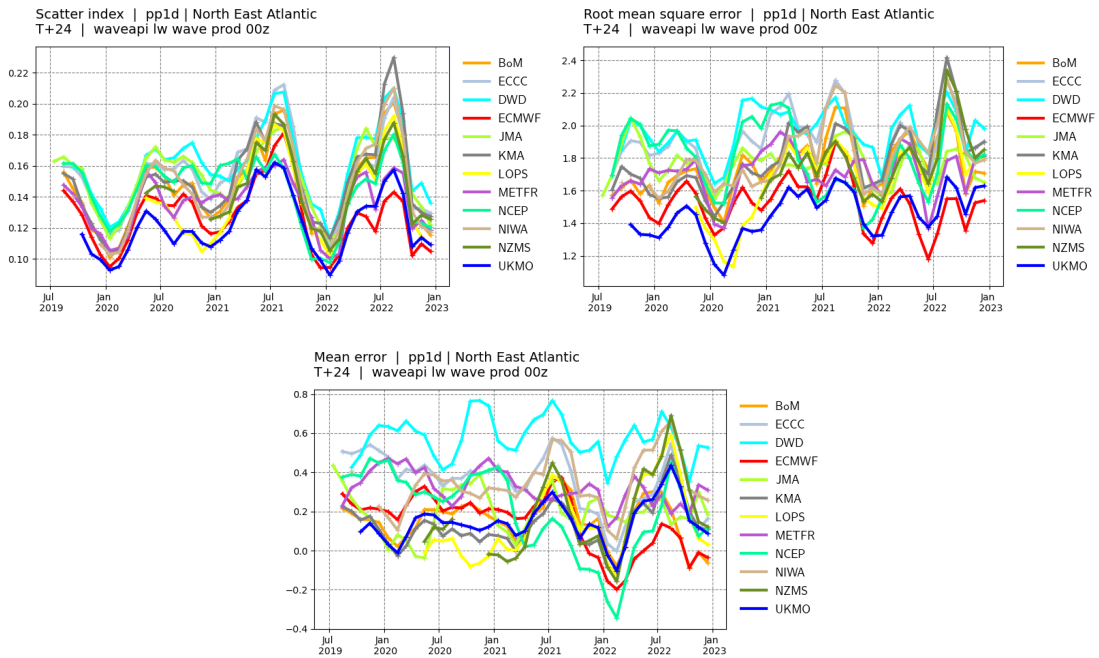 Scatter index | pp1d | North East Atlantic
T+24 | waveapi lw wave prod 00z
0.22
0.20
0.18
0.16
0.14
0.12
0.10
Jul 2019
Jan 2020
Jul 2020
Jan 2021
Jul 2021
Jan 2022
Jul 2022
Jan 2023
BoM
ECCC
DWD
ECMWF
JMA
KMA
LOPS
METFR
NCEP
NIWA
NZMS
UKMO
Root mean square error | pp1d | North East Atlantic
T+24 | waveapi lw wave prod 00z
2.4
2.2
2.0
1.8
1.6
1.4
1.2
Jul 2019
Jan 2020
Jul 2020
Jan 2021
Jul 2021
Jan 2022
Jul 2022
Jan 2023
BoM
ECCC
DWD
ECMWF
JMA
KMA
LOPS
METFR
NCEP
NIWA
NZMS
UKMO
Mean error | pp1d | North East Atlantic
T+24 | waveapi lw wave prod 00z
0.8
0.6
0.4
0.2
0.0
−0.2
−0.4
Jul 2019
Jan 2020
Jul 2020
Jan 2021
Jul 2021
Jan 2022
Jul 2022
Jan 2023
BoM
ECCC
DWD
ECMWF
JMA
KMA
LOPS
METFR
NCEP
NIWA
NZMS
UKMO